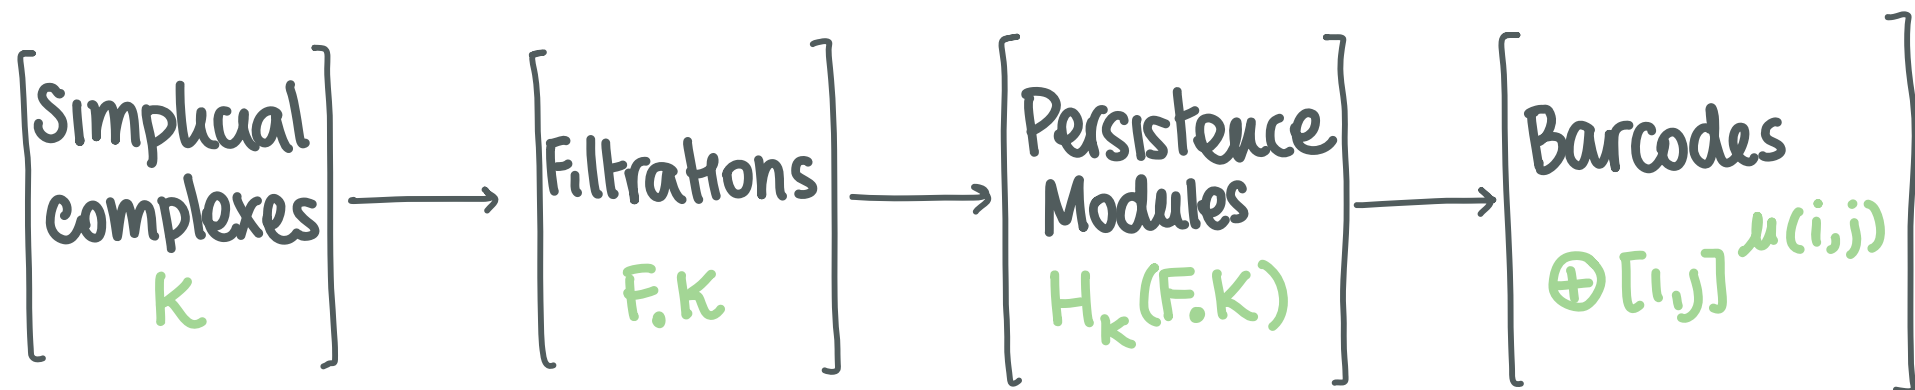 Simplicial
complexes
K
Filtrations
F.K
Persistence
Modules
H_k(F.K)
Barcodes
⊕ [i,j]^μ(i,j)